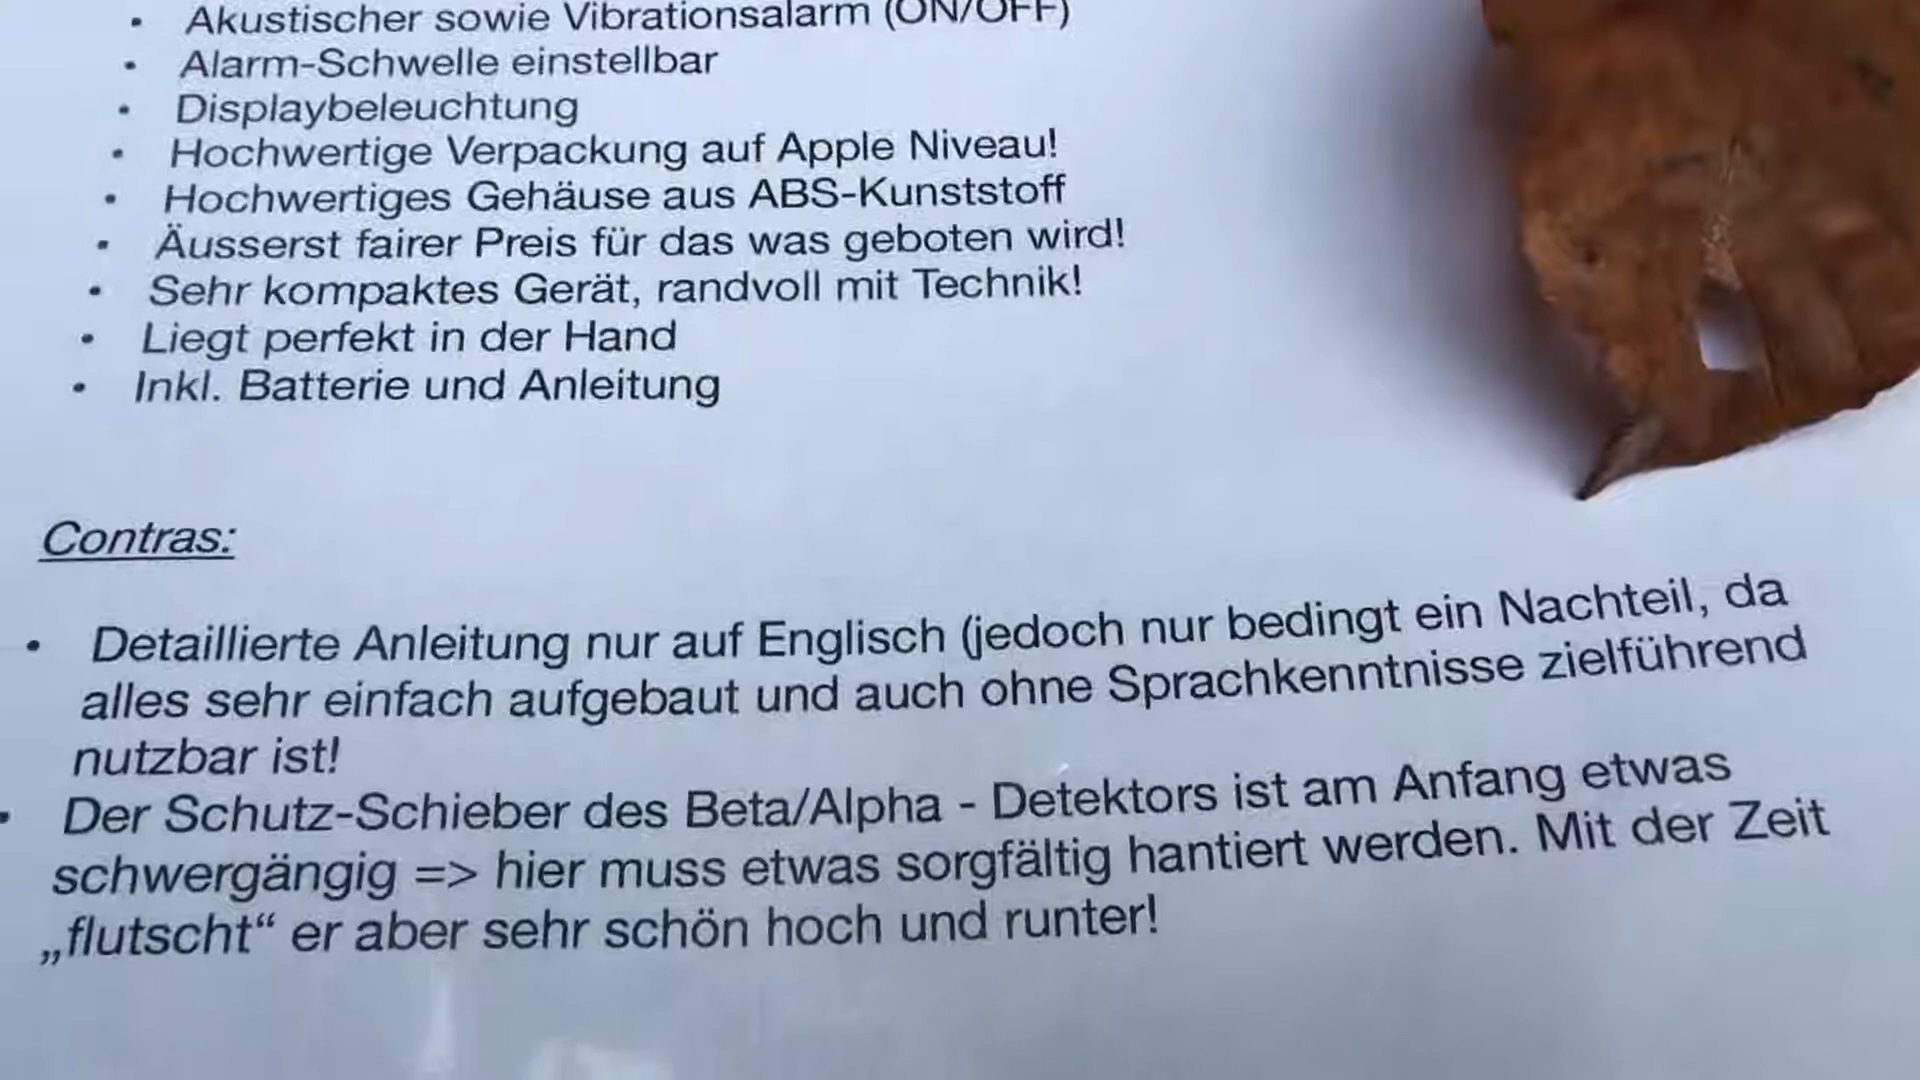 • Akustischer sowie Vibrationsalarm (ON/OFF)
• Alarm-Schwelle einstellbar
• Displaybeleuchtung
• Hochwertige Verpackung auf Apple Niveau!
• Hochwertiges Gehäuse aus ABS-Kunststoff
• Äusserst fairer Preis für das was geboten wird!
• Sehr kompaktes Gerät, randvoll mit Technik!
• Liegt perfekt in der Hand
• Inkl. Batterie und Anleitung
Contras:
• Detaillierte Anleitung nur auf Englisch (jedoch nur bedingt ein Nachteil, da
alles sehr einfach aufgebaut und auch ohne Sprachkenntnisse zielführend
nutzbar ist!
• Der Schutz-Schieber des Beta/Alpha - Detektors ist am Anfang etwas
schwergängig => hier muss etwas sorgfältig hantiert werden. Mit der Zeit
„flutscht“ er aber sehr schön hoch und runter!